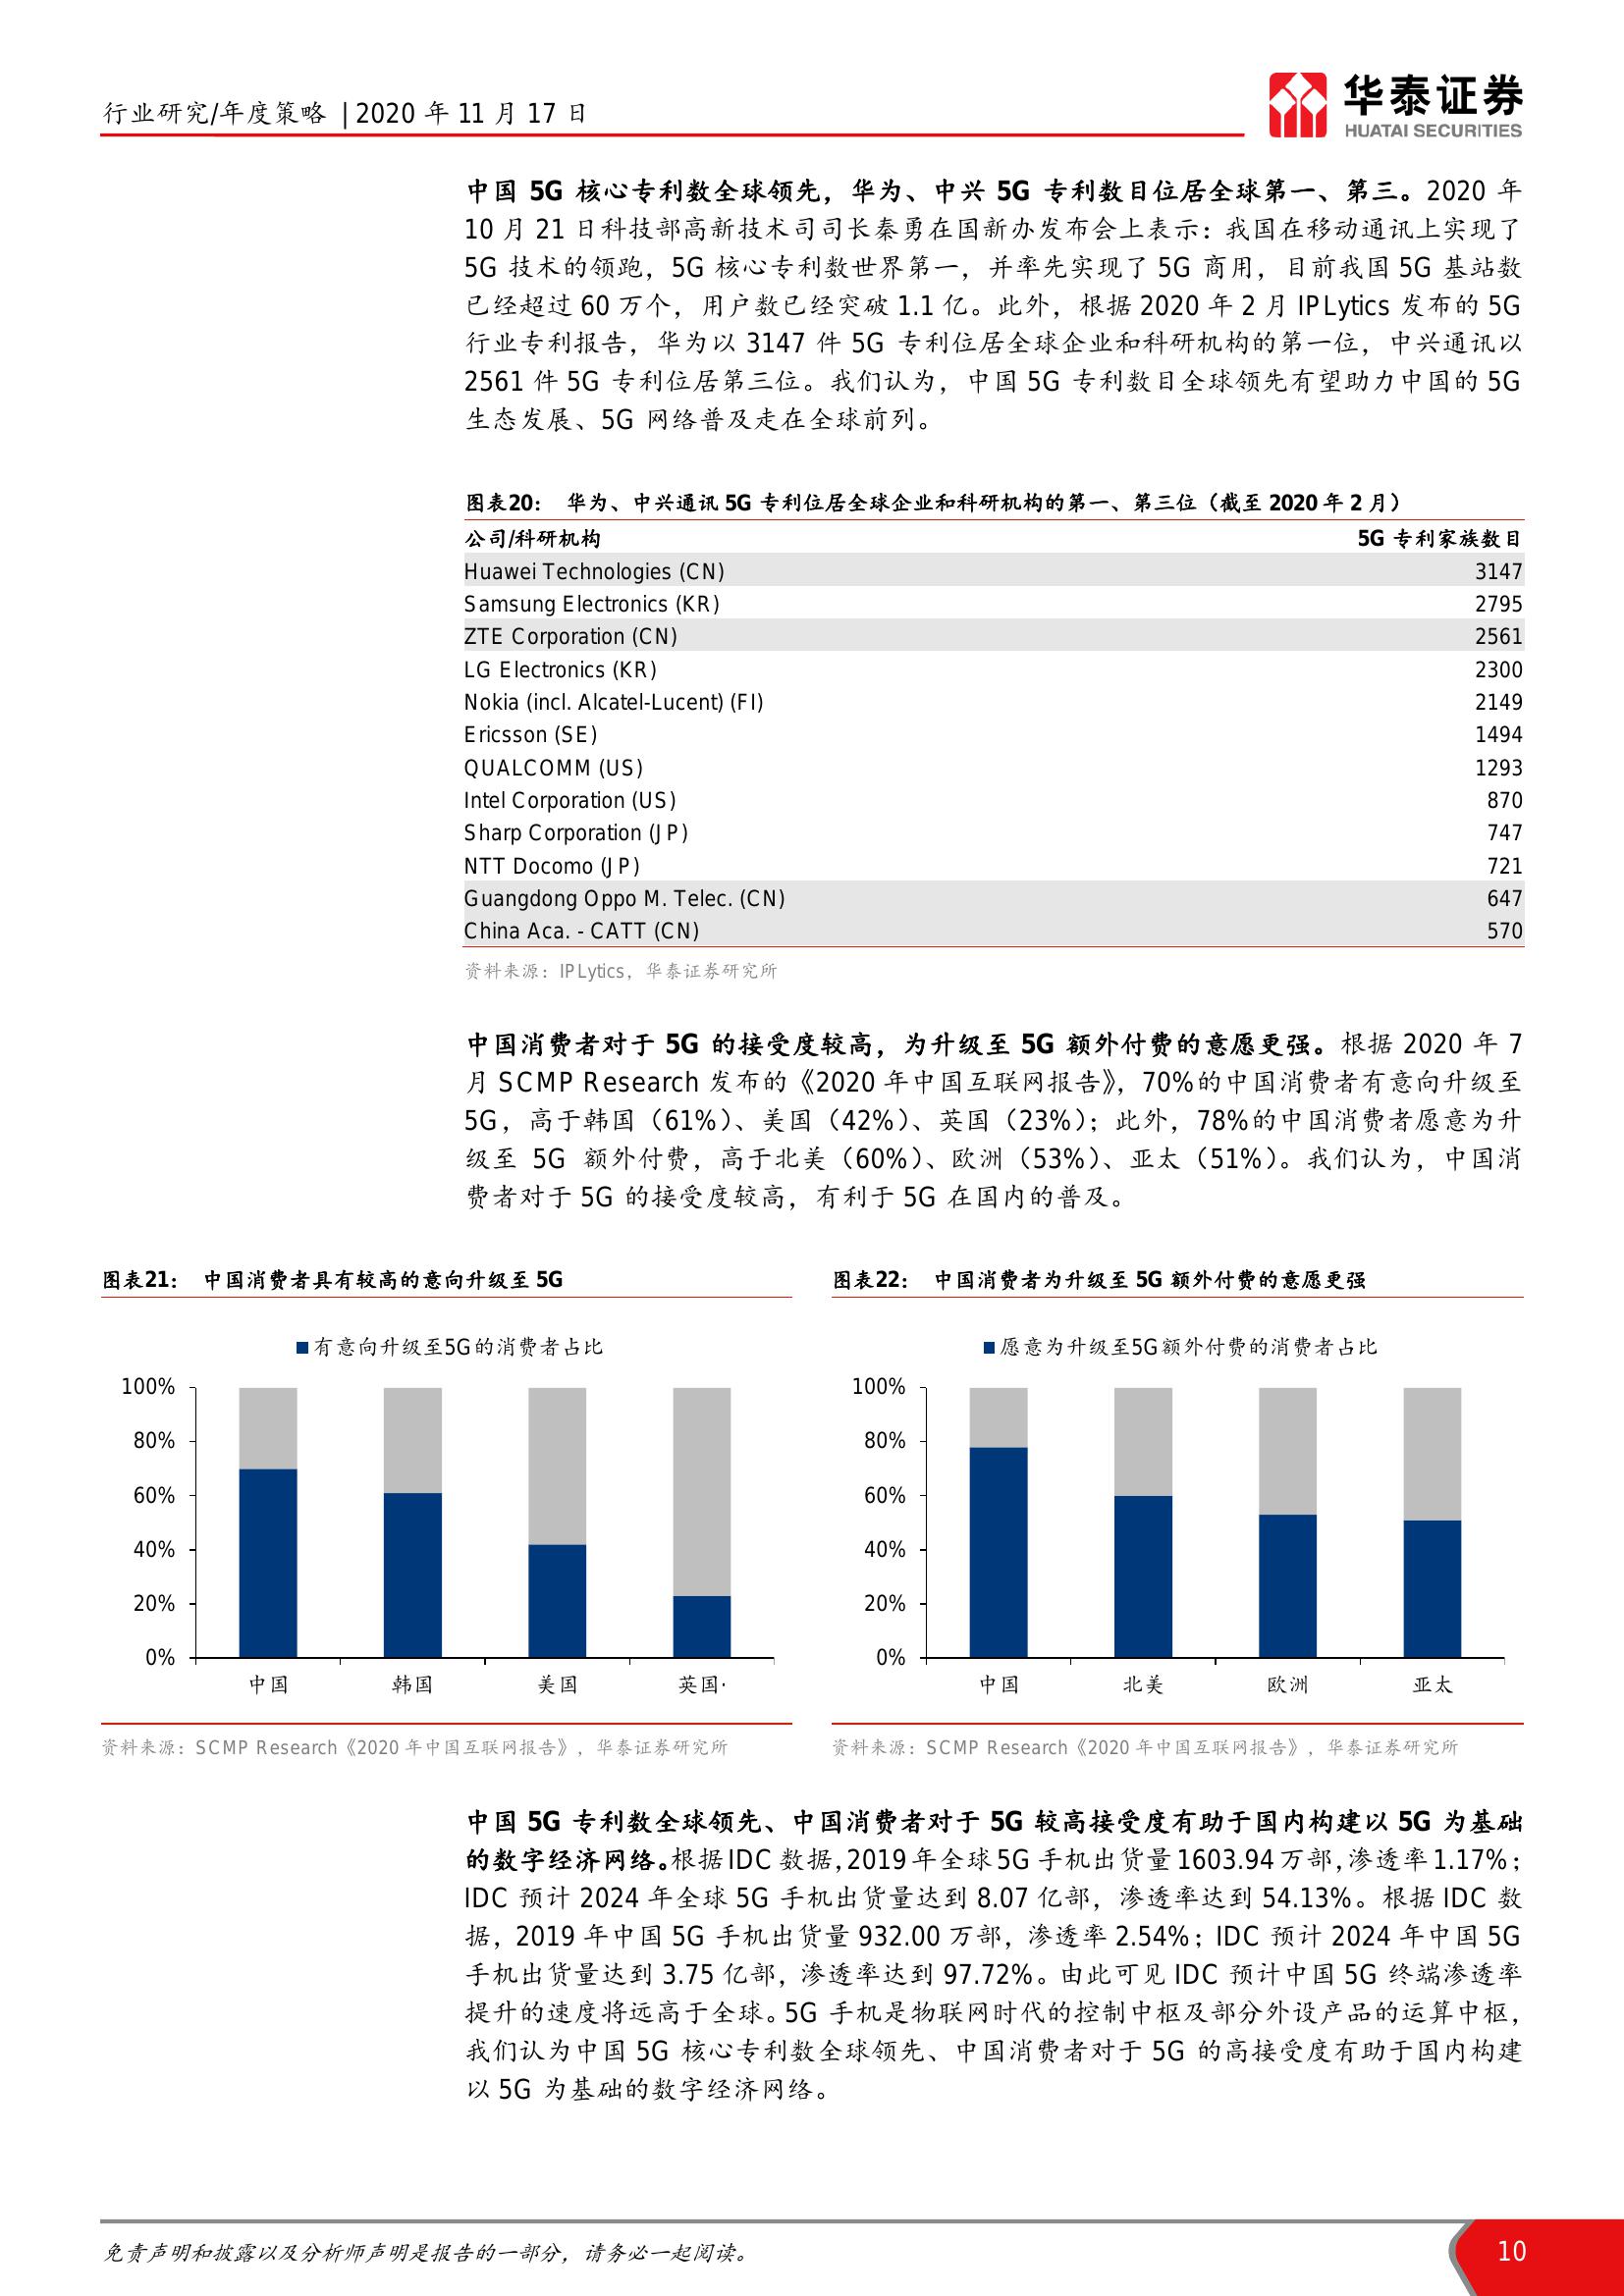 行业研究/年度策略 | 2020 年 11 月 17 日
华泰证券
HUATAI SECURITIES
中国 5G 核心专利数全球领先，华为、中兴 5G 专利数目位居全球第一、第三。2020 年
10 月 21 日科技部高新技术司司长秦勇在国新办发布会上表示：我国在移动通讯上实现了
5G 技术的领跑，5G 核心专利数世界第一，并率先实现了 5G 商用，目前我国 5G 基站数
已经超过 60 万个，用户数已经突破 1.1 亿。此外，根据 2020 年 2 月 IPLytics 发布的 5G
行业专利报告，华为以 3147 件 5G 专利位居全球企业和科研机构的第一位，中兴通讯以
2561 件 5G 专利位居第三位。我们认为，中国 5G 专利数目全球领先有望助力中国的 5G
生态发展、5G 网络普及走在全球前列。
图表20： 华为、中兴通讯 5G 专利位居全球企业和科研机构的第一、第三位（截至 2020 年 2 月）
公司/科研机构 5G 专利家族数目
Huawei Technologies (CN) 3147
Samsung Electronics (KR) 2795
ZTE Corporation (CN) 2561
LG Electronics (KR) 2300
Nokia (incl. Alcatel-Lucent) (FI) 2149
Ericsson (SE) 1494
QUALCOMM (US) 1293
Intel Corporation (US) 870
Sharp Corporation (JP) 747
NTT Docomo (JP) 721
Guangdong Oppo M. Telec. (CN) 647
China Aca. - CATT (CN) 570
资料来源：IPLytics，华泰证券研究所
中国消费者对于 5G 的接受度较高，为升级至 5G 额外付费的意愿更强。根据 2020 年 7
月 SCMP Research 发布的《2020 年中国互联网报告》，70%的中国消费者有意向升级至
5G，高于韩国（61%）、美国（42%）、英国（23%）；此外，78%的中国消费者愿意为升
级至 5G 额外付费，高于北美（60%）、欧洲（53%）、亚太（51%）。我们认为，中国消
费者对于 5G 的接受度较高，有利于 5G 在国内的普及。
图表21： 中国消费者具有较高的意向升级至 5G
有意向升级至5G的消费者占比
100%
80%
60%
40%
20%
0%
中国 韩国 美国 英国·
资料来源：SCMP Research《2020 年中国互联网报告》，华泰证券研究所
图表22： 中国消费者为升级至 5G 额外付费的意愿更强
愿意为升级至5G额外付费的消费者占比
100%
80%
60%
40%
20%
0%
中国 北美 欧洲 亚太
资料来源：SCMP Research《2020 年中国互联网报告》，华泰证券研究所
中国 5G 专利数全球领先、中国消费者对于 5G 较高接受度有助于国内构建以 5G 为基础
的数字经济网络。根据 IDC 数据，2019 年全球 5G 手机出货量 1603.94 万部，渗透率 1.17%；
IDC 预计 2024 年全球 5G 手机出货量达到 8.07 亿部，渗透率达到 54.13%。根据 IDC 数
据，2019 年中国 5G 手机出货量 932.00 万部，渗透率 2.54%；IDC 预计 2024 年中国 5G
手机出货量达到 3.75 亿部，渗透率达到 97.72%。由此可见 IDC 预计中国 5G 终端渗透率
提升的速度将远高于全球。5G 手机是物联网时代的控制中枢及部分外设产品的运算中枢，
我们认为中国 5G 核心专利数全球领先、中国消费者对于 5G 的高接受度有助于国内构建
以 5G 为基础的数字经济网络。
免责声明和披露以及分析师声明是报告的一部分，请务必一起阅读。
10